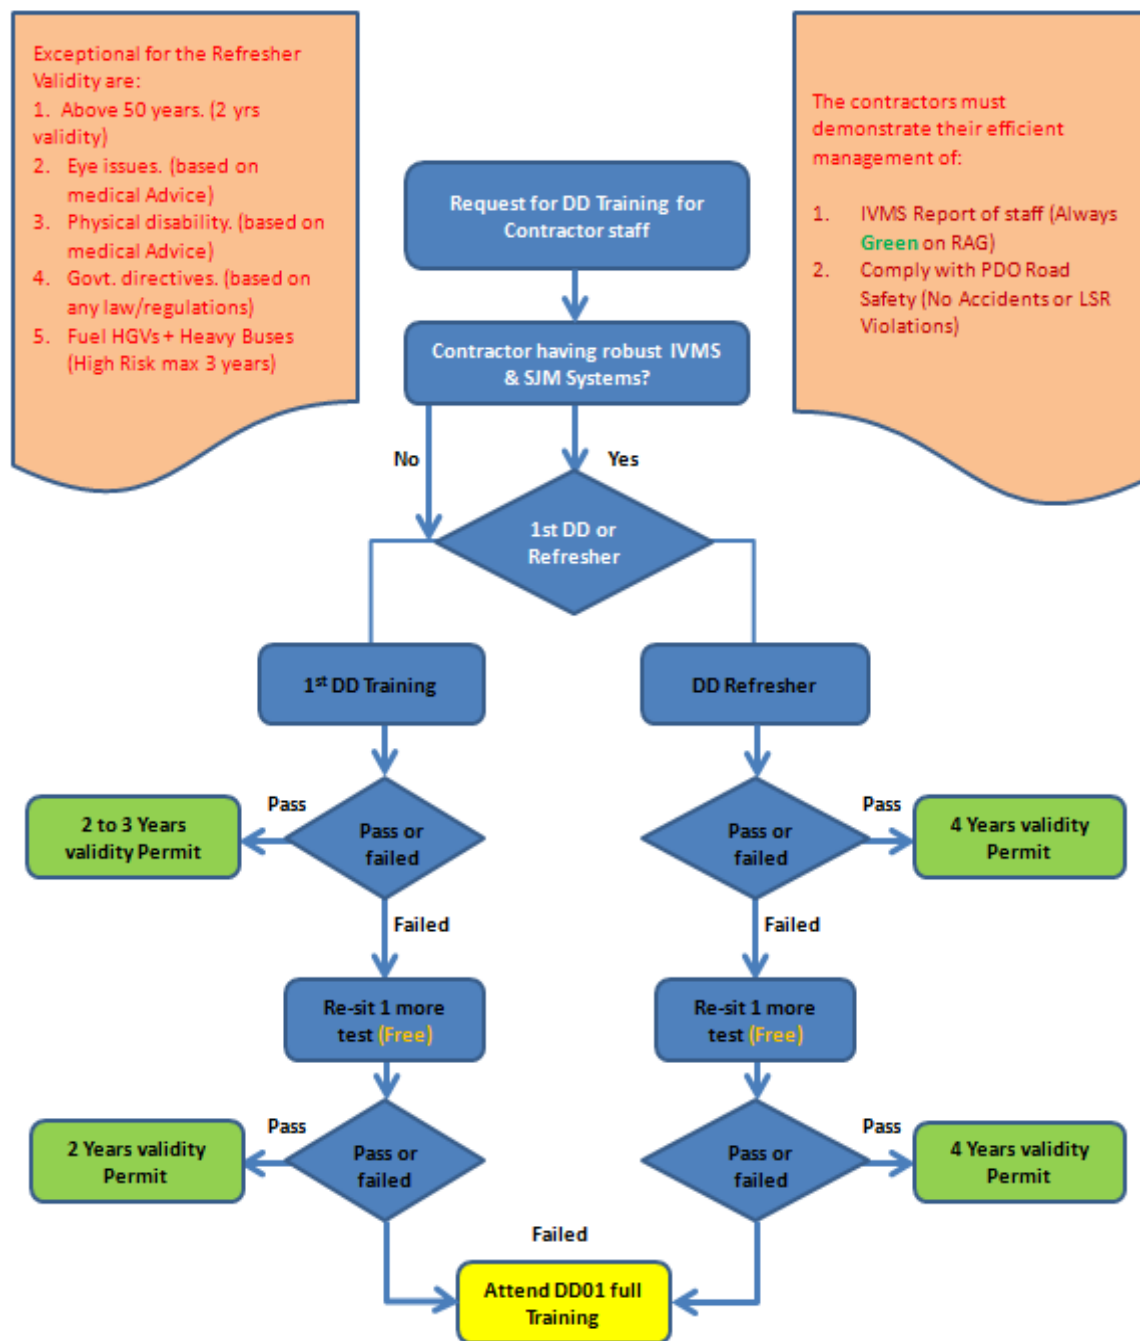 Exceptional for the Refresher
Validity are:
1. Above 50 years. (2 yrs
validity)
2. Eye issues. (based on
medical Advice)
3. Physical disability. (based on
medical Advice)
4. Govt. directives. (based on
any law/regulations)
5. Fuel HGVs + Heavy Buses
(High Risk max 3 years)
The contractors must
demonstrate their efficient
management of:
1. IVMS Report of staff (Always
Green on RAG)
2. Comply with PDO Road
Safety (No Accidents or LSR
Violations)
Request for DD Training for
Contractor staff
Contractor having robust IVMS
& SJM Systems?
No
Yes
1st DD or
Refresher
1st DD Training
DD Refresher
Pass
2 to 3 Years
validity Permit
Pass or
failed
Pass or
failed
Pass
4 Years validity
Permit
Failed
Failed
Re-sit 1 more
test (Free)
Re-sit 1 more
test (Free)
Pass
2 Years validity
Permit
Pass or
failed
Pass or
failed
Pass
4 Years validity
Permit
Failed
Attend DD01 full
Training